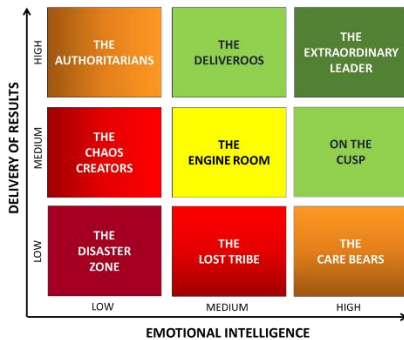 DELIVERY OF RESULTS
HIGH
THE
AUTHORITARIANS
THE
DELIVEROOS
THE
EXTRAORDINARY
LEADER
MEDIUM
THE
CHAOS
CREATORS
THE
ENGINE ROOM
ON THE
CUSP
LOW
THE
DISASTER
ZONE
THE
LOST TRIBE
THE
CARE BEARS
LOW
MEDIUM
HIGH
EMOTIONAL INTELLIGENCE